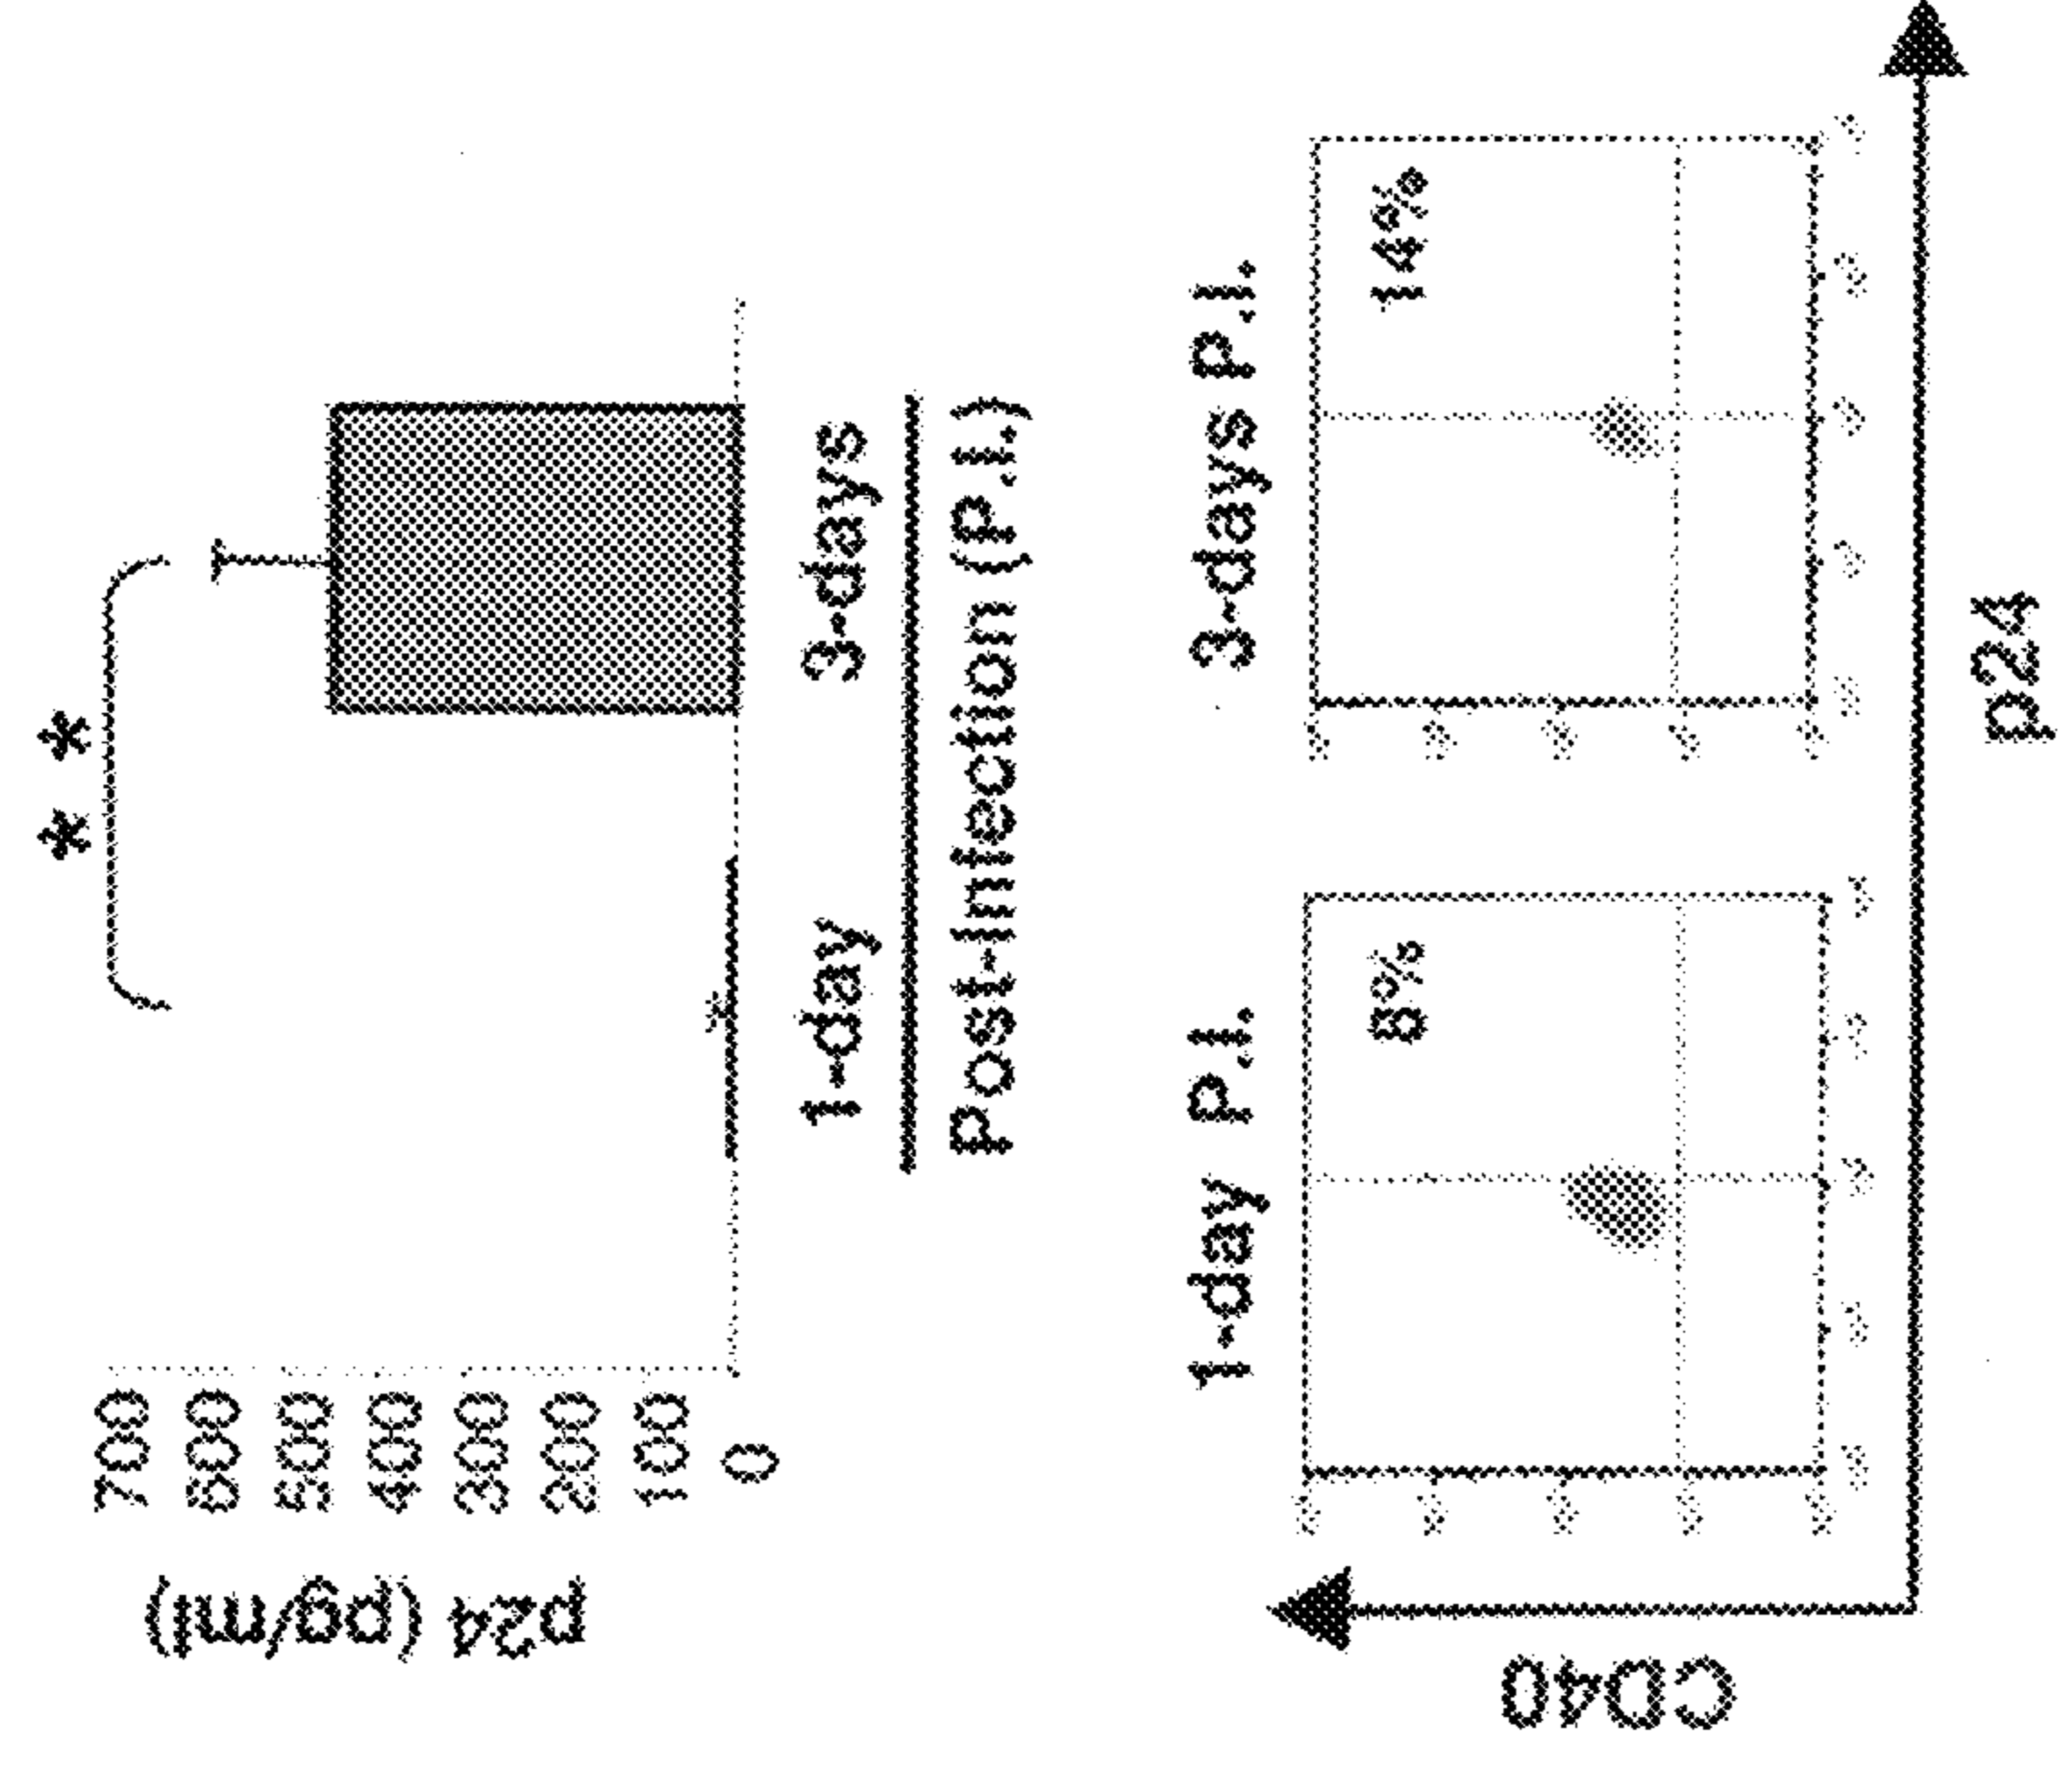 * *
p24 (pg/ml)
700
600
500
400
300
200
100
0
*
1-day
3-days
Post-Infection (P.I.)
1-day P.I.
3-days P.I.
8%
14%
CD40
p24